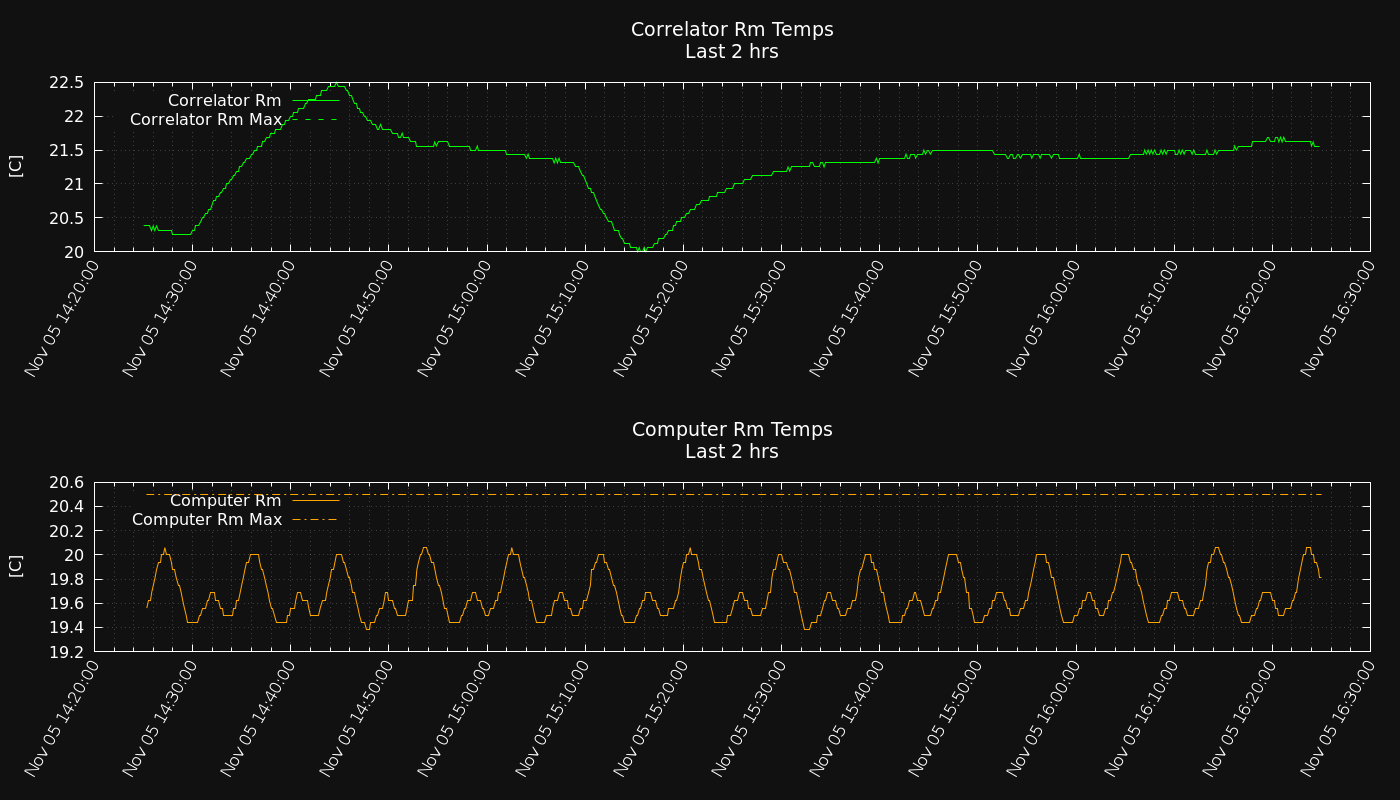 Correlator Rm Temps
Last 2 hrs
22.5
22
21.5
21
20.5
20
[C]
Correlator Rm
Correlator Rm Max
Nov 05 14:20:00
Nov 05 14:30:00
Nov 05 14:40:00
Nov 05 14:50:00
Nov 05 15:00:00
Nov 05 15:10:00
Nov 05 15:20:00
Nov 05 15:30:00
Nov 05 15:40:00
Nov 05 15:50:00
Nov 05 16:00:00
Nov 05 16:10:00
Nov 05 16:20:00
Nov 05 16:30:00
Computer Rm Temps
Last 2 hrs
20.6
20.4
20.2
20
19.8
19.6
19.4
19.2
[C]
Computer Rm
Computer Rm Max
Nov 05 14:20:00
Nov 05 14:30:00
Nov 05 14:40:00
Nov 05 14:50:00
Nov 05 15:00:00
Nov 05 15:10:00
Nov 05 15:20:00
Nov 05 15:30:00
Nov 05 15:40:00
Nov 05 15:50:00
Nov 05 16:00:00
Nov 05 16:10:00
Nov 05 16:20:00
Nov 05 16:30:00